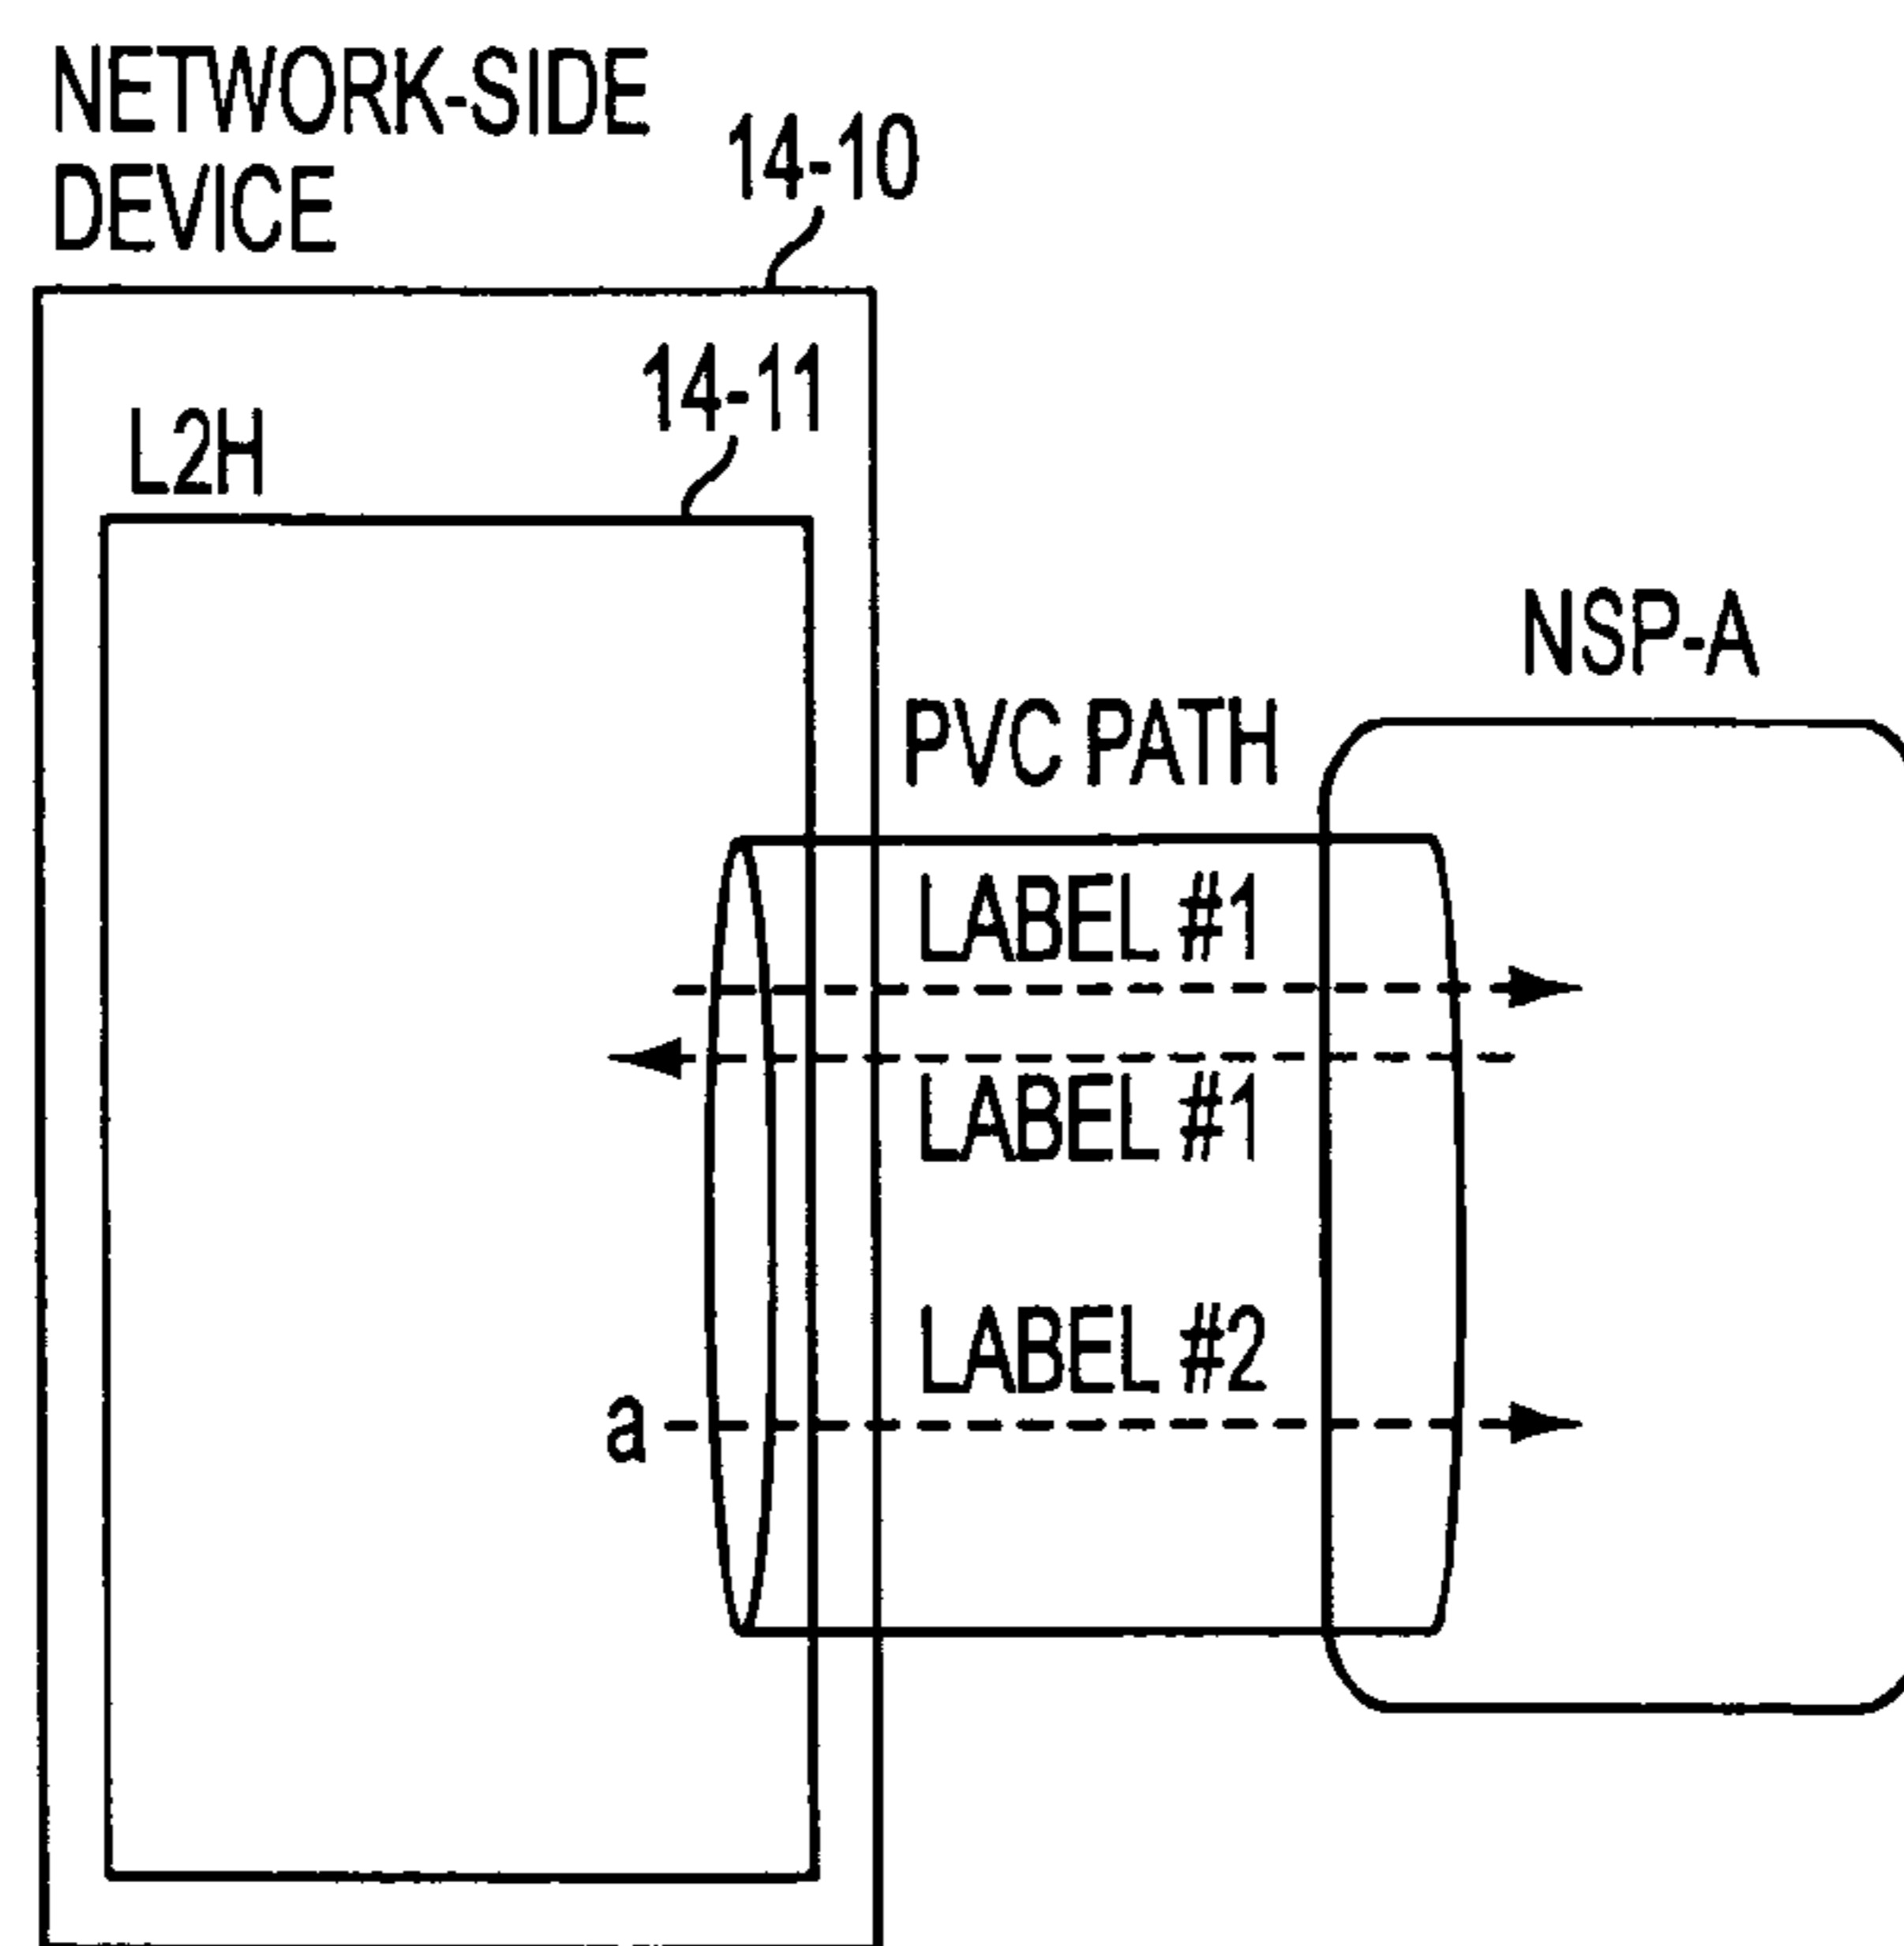 NETWORK-SIDE
DEVICE
14-10
14-11
L2H
NSP-A
PVC PATH
LABEL #1
LABEL #1
LABEL #2
a